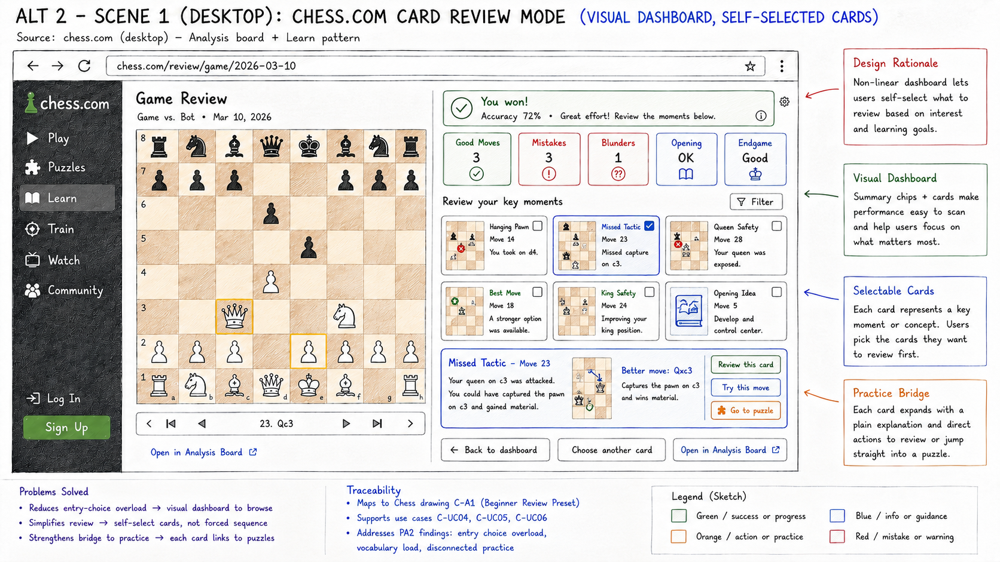 ALT 2 – SCENE 1 (DESKTOP): CHESS.COM CARD REVIEW MODE (VISUAL DASHBOARD, SELF-SELECTED CARDS)
Source: chess.com (desktop) – Analysis board + Learn pattern
chess.com/review/game/2026-03-10
chess.com
Play
Puzzles
Learn
Train
Watch
Community
Log In
Sign Up
Game Review
Game vs. Bot • Mar 10, 2026
8
7
6
5
4
3
2
1
a
b
c
d
e
f
g
h
23. Qc3
Open in Analysis Board
You won!
Accuracy 72% • Great effort! Review the moments below.
Good Moves
3
Mistakes
3
!
Blunders
1
??
Opening
OK
Endgame
Good
Review your key moments
Filter
Hanging Pawn
Move 14
You took on d4.
Missed Tactic
Move 23
Missed capture
on c3.
Queen Safety
Move 28
Your queen was
exposed.
Best Move
Move 18
A stronger option
was available.
King Safety
Move 24
Improving your
king position.
Opening Idea
Move 5
Develop and
control center.
Missed Tactic – Move 23
Your queen on c3 was attacked.
You could have captured the pawn
on c3 and gained material.
Better move: Qxc3
Captures the pawn on c3
and wins material.
Review this card
Try this move
Go to puzzle
← Back to dashboard
Choose another card
Open in Analysis Board
Design Rationale
Non-linear dashboard lets
users self-select what to
review based on interest
and learning goals.
Visual Dashboard
Summary chips + cards make
performance easy to scan
and help users focus on
what matters most.
Selectable Cards
Each card represents a key
moment or concept. Users
pick the cards they want
to review first.
Practice Bridge
Each card expands with a
plain explanation and direct
actions to review or jump
straight into a puzzle.
Problems Solved
• Reduces entry-choice overload → visual dashboard to browse
• Simplifies review → self-select cards, not forced sequence
• Strengthens bridge to practice → each card links to puzzles
Traceability
• Maps to Chess drawing C-A1 (Beginner Review Preset)
• Supports use cases C-UC04, C-UC05, C-UC06
• Addresses PA2 findings: entry choice overload,
vocabulary load, disconnected practice
Legend (Sketch)
Green / success or progress
Blue / info or guidance
Orange / action or practice
Red / mistake or warning